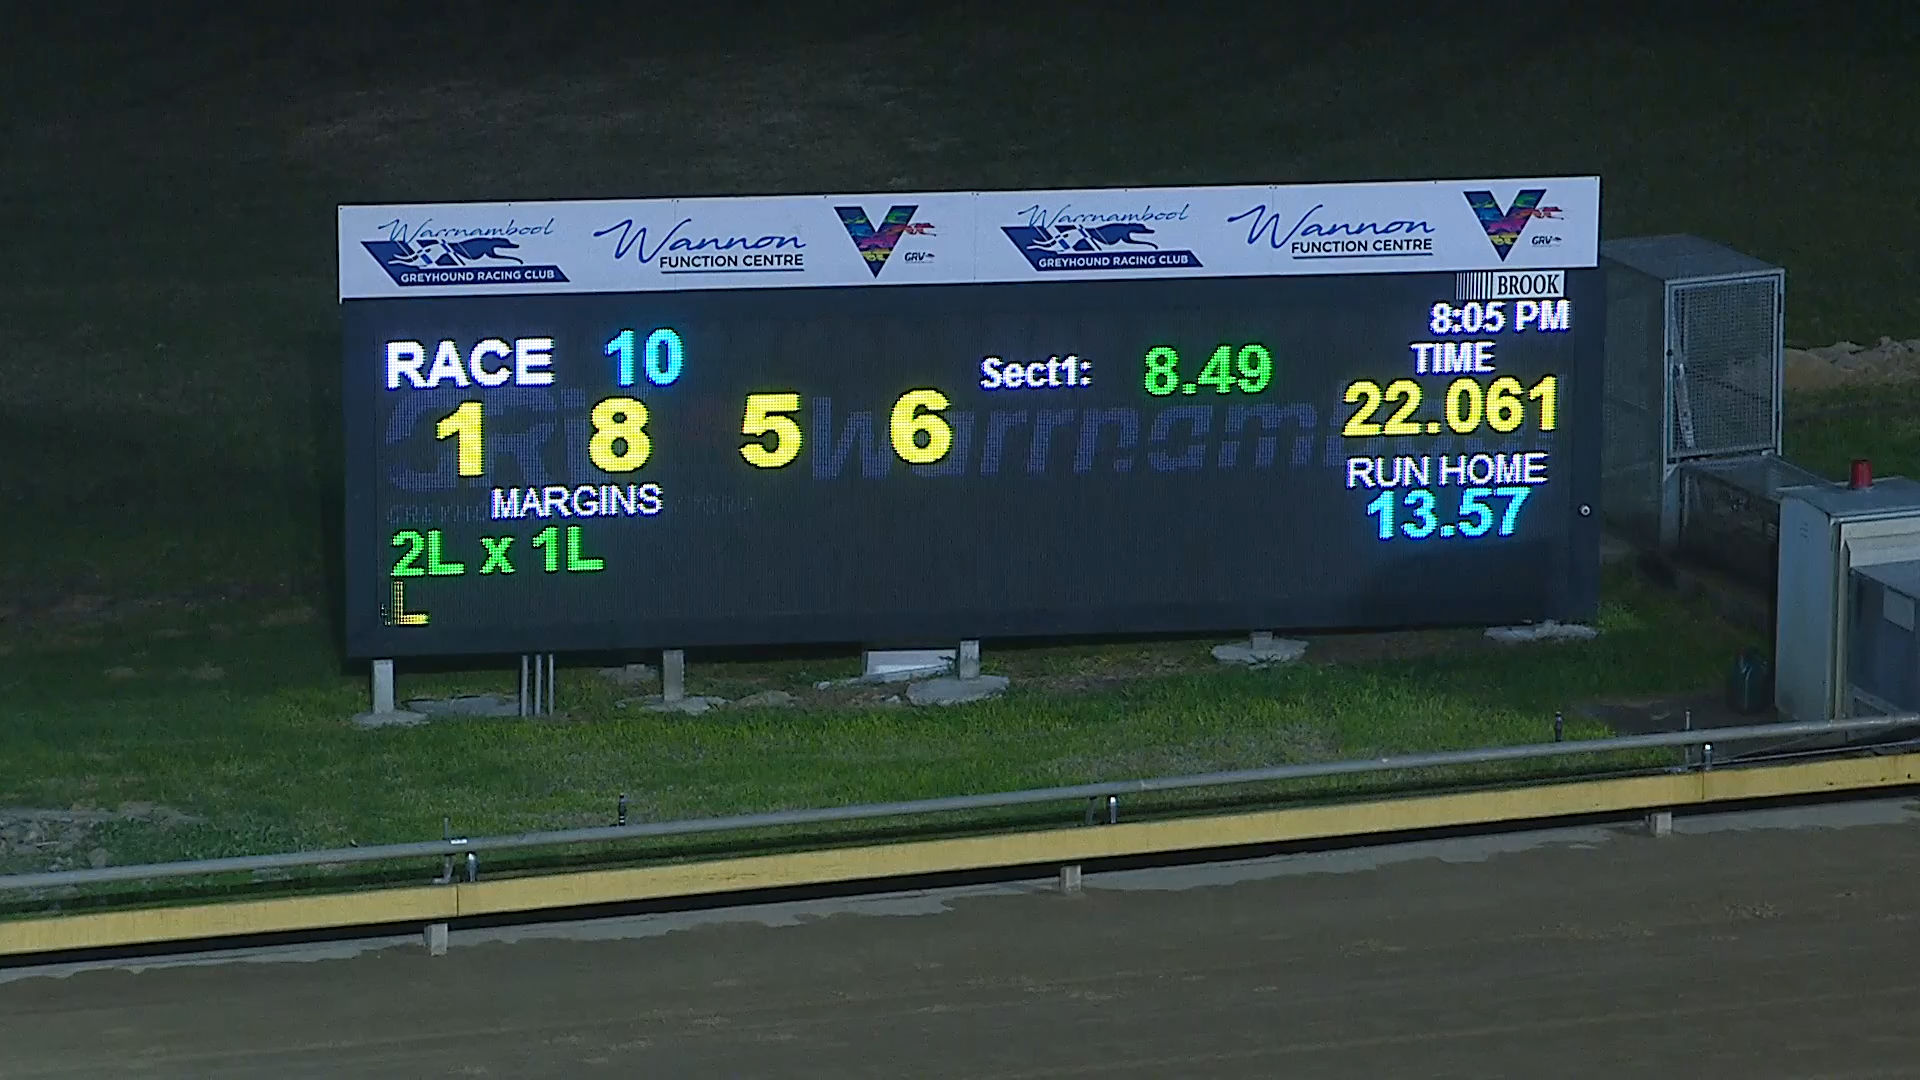 Warrnambool
GREYHOUND RACING CLUB
Wannon
FUNCTION CENTRE
V
GRV
Warrnambool
GREYHOUND RACING CLUB
Wannon
FUNCTION CENTRE
V
GRV
BROOK
8:05 PM
RACE 10
Sect1: 8.49
TIME
22.061
1 8 5 6
RUN HOME
13.57
MARGINS
2L x 1L
L